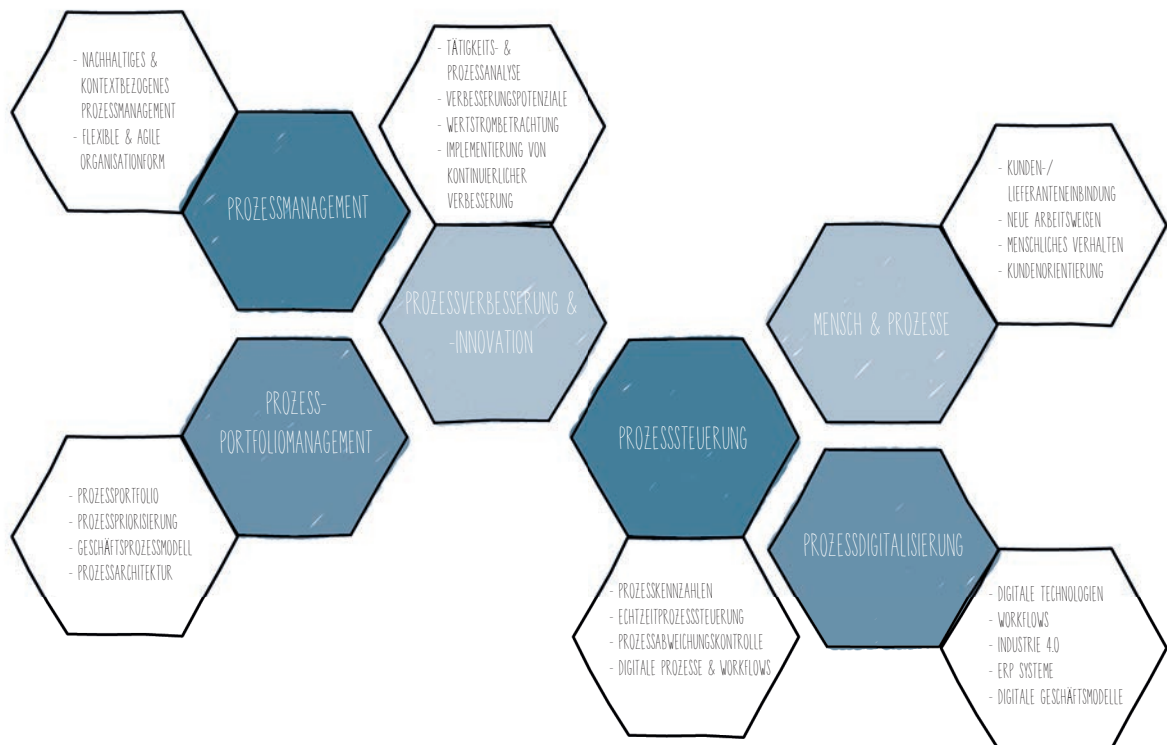 - NACHHALTIGES &
KONTEXTBEZOGENES
PROZESSMANAGEMENT
- FLEXIBLE & AGILE
ORGANISATIONFORM
PROZESSMANAGEMENT
- TÄTIGKEITS- &
PROZESSANALYSE
- VERBESSERUNGSPOTENZIALE
- WERTSTROMBETRACHTUNG
- IMPLEMENTIERUNG VON
KONTINUIERLICHER
VERBESSERUNG
PROZESSVERBESSERUNG &
-INNOVATION
- KUNDEN-/
LIEFERANTENEINBINDUNG
- NEUE ARBEITSWEISEN
- MENSCHLICHES VERHALTEN
- KUNDENORIENTIERUNG
MENSCH & PROZESSE
PROZESS-
PORTFOLIOMANAGEMENT
- PROZESSPORTFOLIO
- PROZESSPRIORISIERUNG
- GESCHÄFTSPROZESSMODELL
- PROZESSARCHITEKTUR
PROZESSSTEUERUNG
- PROZESSKENNZAHLEN
- ECHTZEITPROZESSSTEUERUNG
- PROZESSABWEICHUNGSKONTROLLE
- DIGITALE PROZESSE & WORKFLOWS
PROZESSDIGITALISIERUNG
- DIGITALE TECHNOLOGIEN
- WORKFLOWS
- INDUSTRIE 4.0
- ERP SYSTEME
- DIGITALE GESCHÄFTSMODELLE